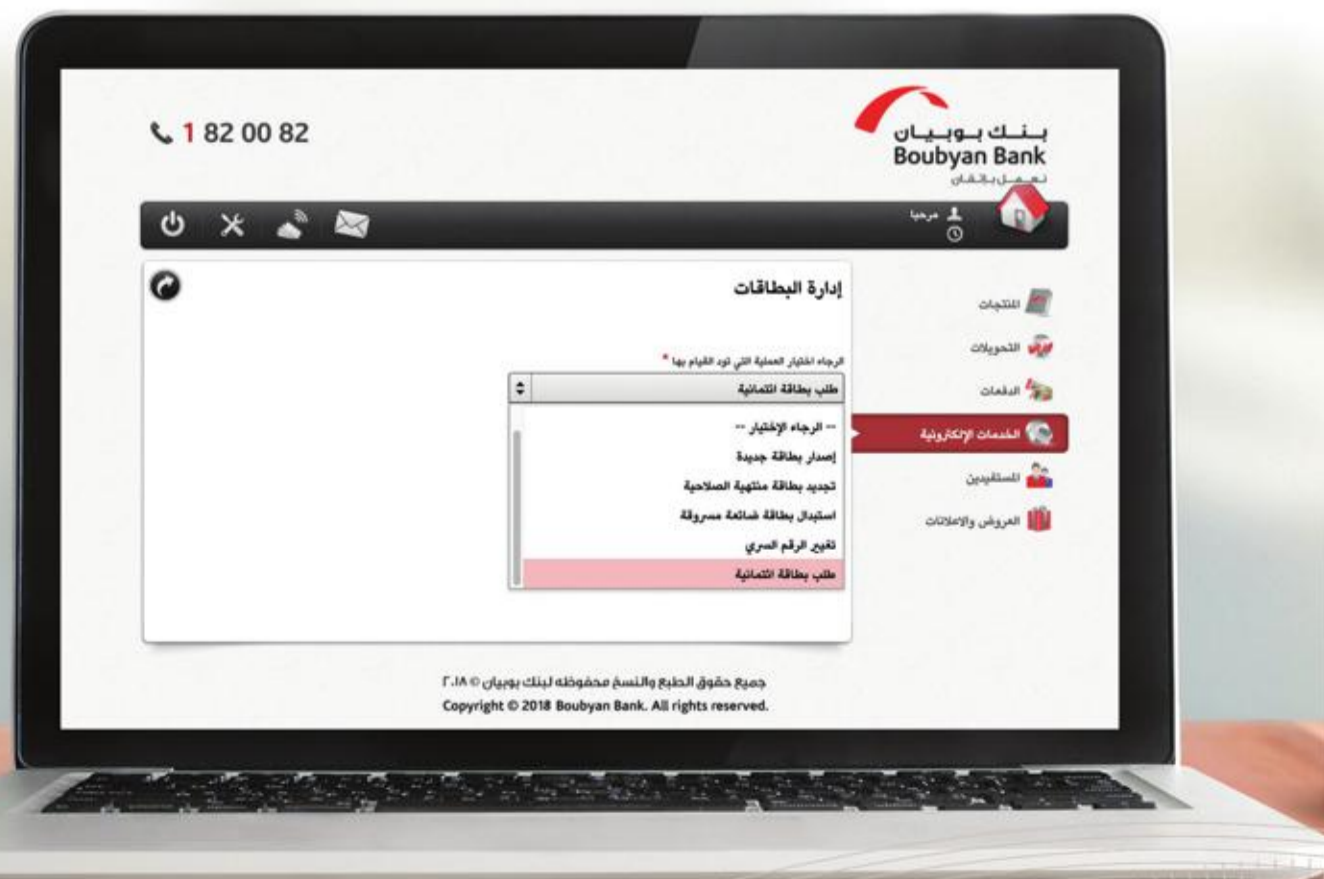 1 82 00 82
بنك بوبيان
Boubyan Bank
نعمل بإتقان
مرحبا
إدارة البطاقات
الرجاء اختيار العملية التي تود القيام بها *
طلب بطاقة ائتمانية
-- الرجاء الإختيار --
إصدار بطاقة جديدة
تجديد بطاقة منتهية الصلاحية
استبدال بطاقة ضائعة مسروقة
تغيير الرقم السري
طلب بطاقة ائتمانية
المنتجات
التحويلات
الدفعات
الخدمات الإلكترونية
المستفيدين
العروض والاعلانات
جميع حقوق الطبع والنسخ محفوظه لبنك بوبيان © ٢٠١٨
Copyright © 2018 Boubyan Bank. All rights reserved.